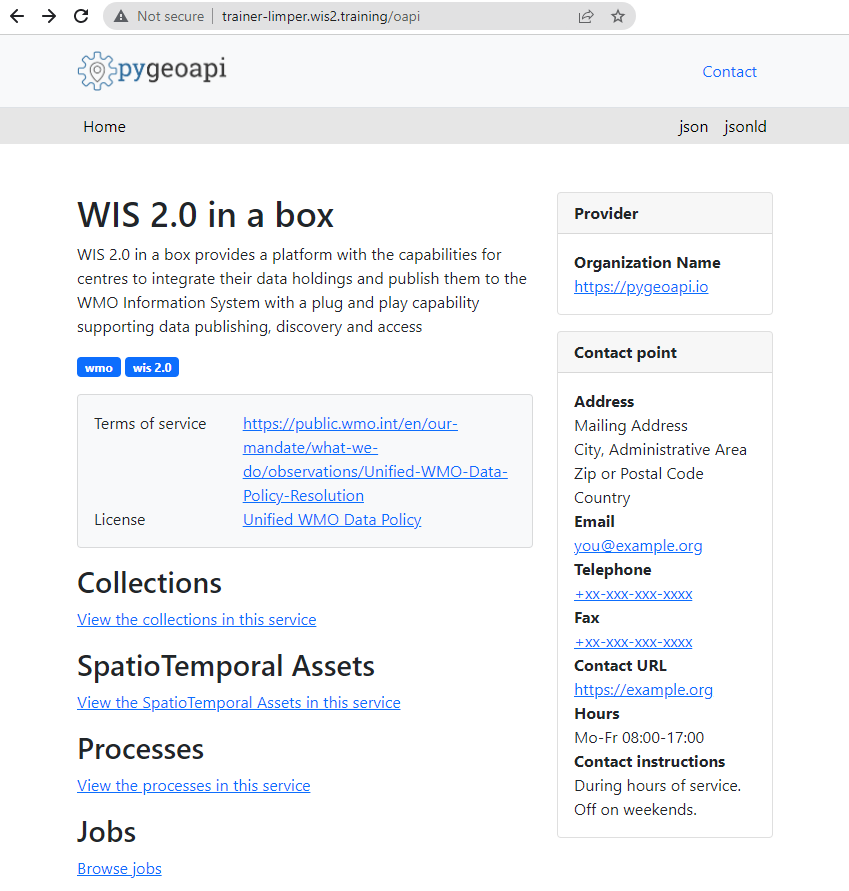 Not secure | trainer-limper.wis2.training/oapi
pygeoapi
Contact
Home
json jsonld
WIS 2.0 in a box
WIS 2.0 in a box provides a platform with the capabilities for
centres to integrate their data holdings and publish them to the
WMO Information System with a plug and play capability
supporting data publishing, discovery and access
wmo wis 2.0
Terms of service https://public.wmo.int/en/our-
mandate/what-we-
do/observations/Unified-WMO-Data-
Policy-Resolution
License Unified WMO Data Policy
Collections
View the collections in this service
SpatioTemporal Assets
View the SpatioTemporal Assets in this service
Processes
View the processes in this service
Jobs
Browse jobs
Provider
Organization Name
https://pygeoapi.io
Contact point
Address
Mailing Address
City, Administrative Area
Zip or Postal Code
Country
Email
you@example.org
Telephone
+xx-xxx-xxx-xxxx
Fax
+xx-xxx-xxx-xxxx
Contact URL
https://example.org
Hours
Mo-Fr 08:00-17:00
Contact instructions
During hours of service.
Off on weekends.